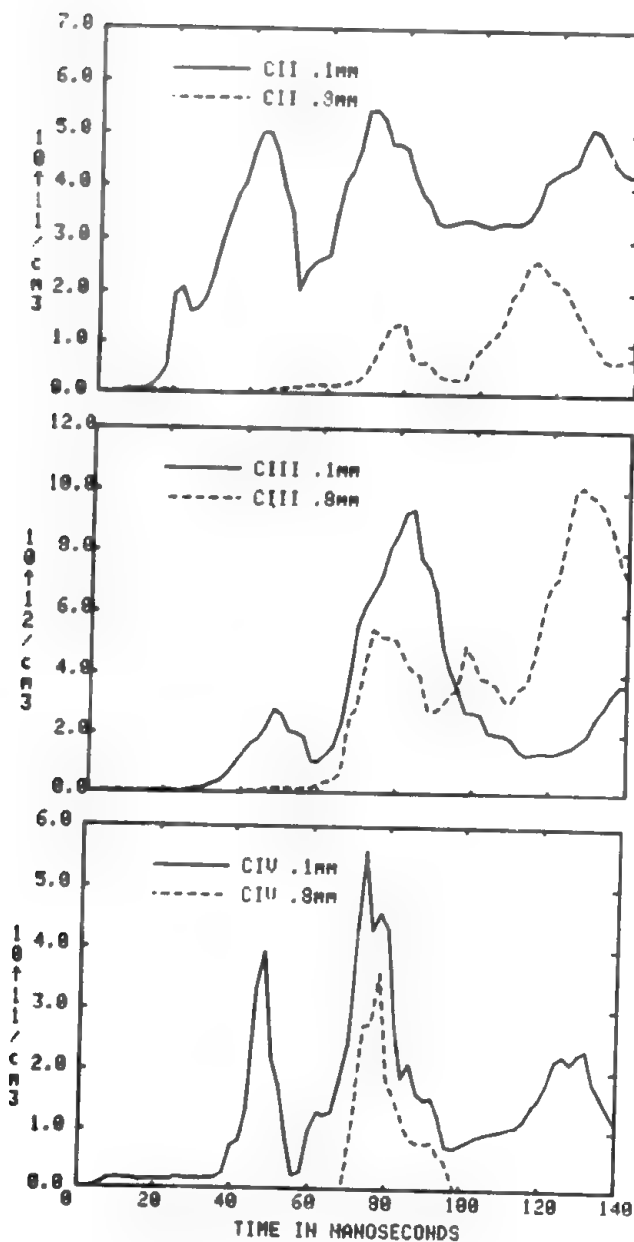 7.0
6.0
5.0
4.0
3.0
2.0
1.0
0.0
10↑11/cm3
CII .1mm
CII .8mm
12.0
10.0
8.0
6.0
4.0
2.0
0.0
10↑12/cm3
CIII .1mm
CIII .8mm
6.0
5.0
4.0
3.0
2.0
1.0
0.0
10↑11/cm3
CIV .1mm
CIV .8mm
0 20 40 60 80 100 120 140
TIME IN NANOSECONDS